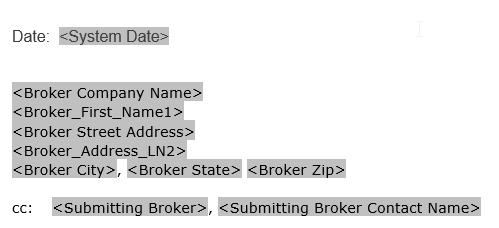 Date: <System Date>
<Broker Company Name>
<Broker_First_Name1>
<Broker Street Address>
<Broker_Address_LN2>
<Broker City>, <Broker State> <Broker Zip>
cc: <Submitting Broker>, <Submitting Broker Contact Name>